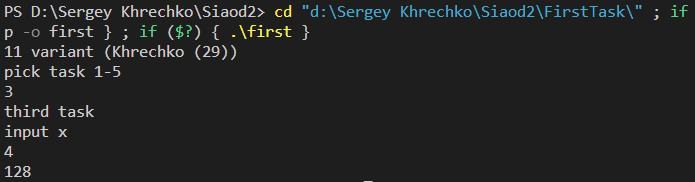 PS D:\Sergey Khrechko\Siaod2> cd "d:\Sergey Khrechko\Siaod2\FirstTask\" ; if
p -o first } ; if ($?) { .\first }
11 variant (Khrechko (29))
pick task 1-5
3
third task
input x
4
128